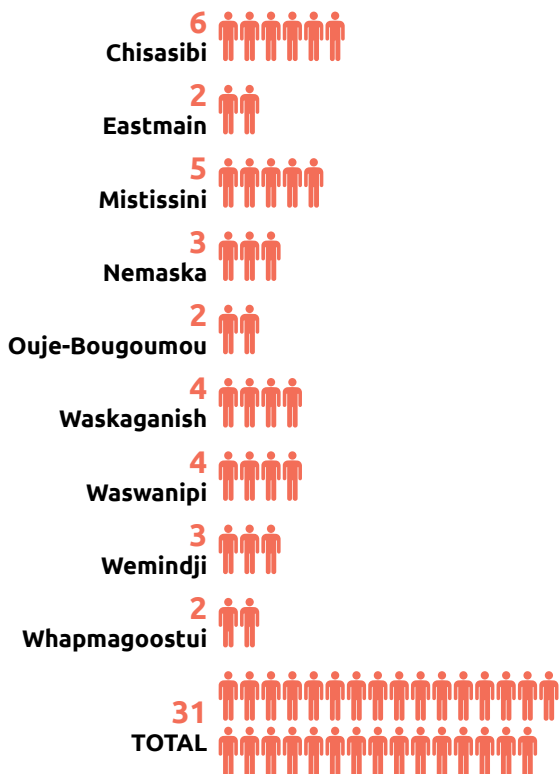 6
Chisasibi
2
Eastmain
5
Mistissini
3
Nemaska
2
Ouje-Bougoumou
4
Waskaganish
4
Waswanipi
3
Wemindji
2
Whapmagoostui
31
TOTAL